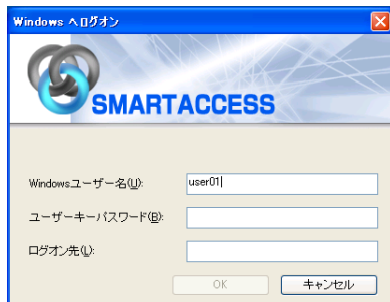 Windows へログオン
SMARTACCESS
Windowsユーザー名(U):
user01
ユーザーキーパスワード(B):
ログオン先(L):
OK
キャンセル